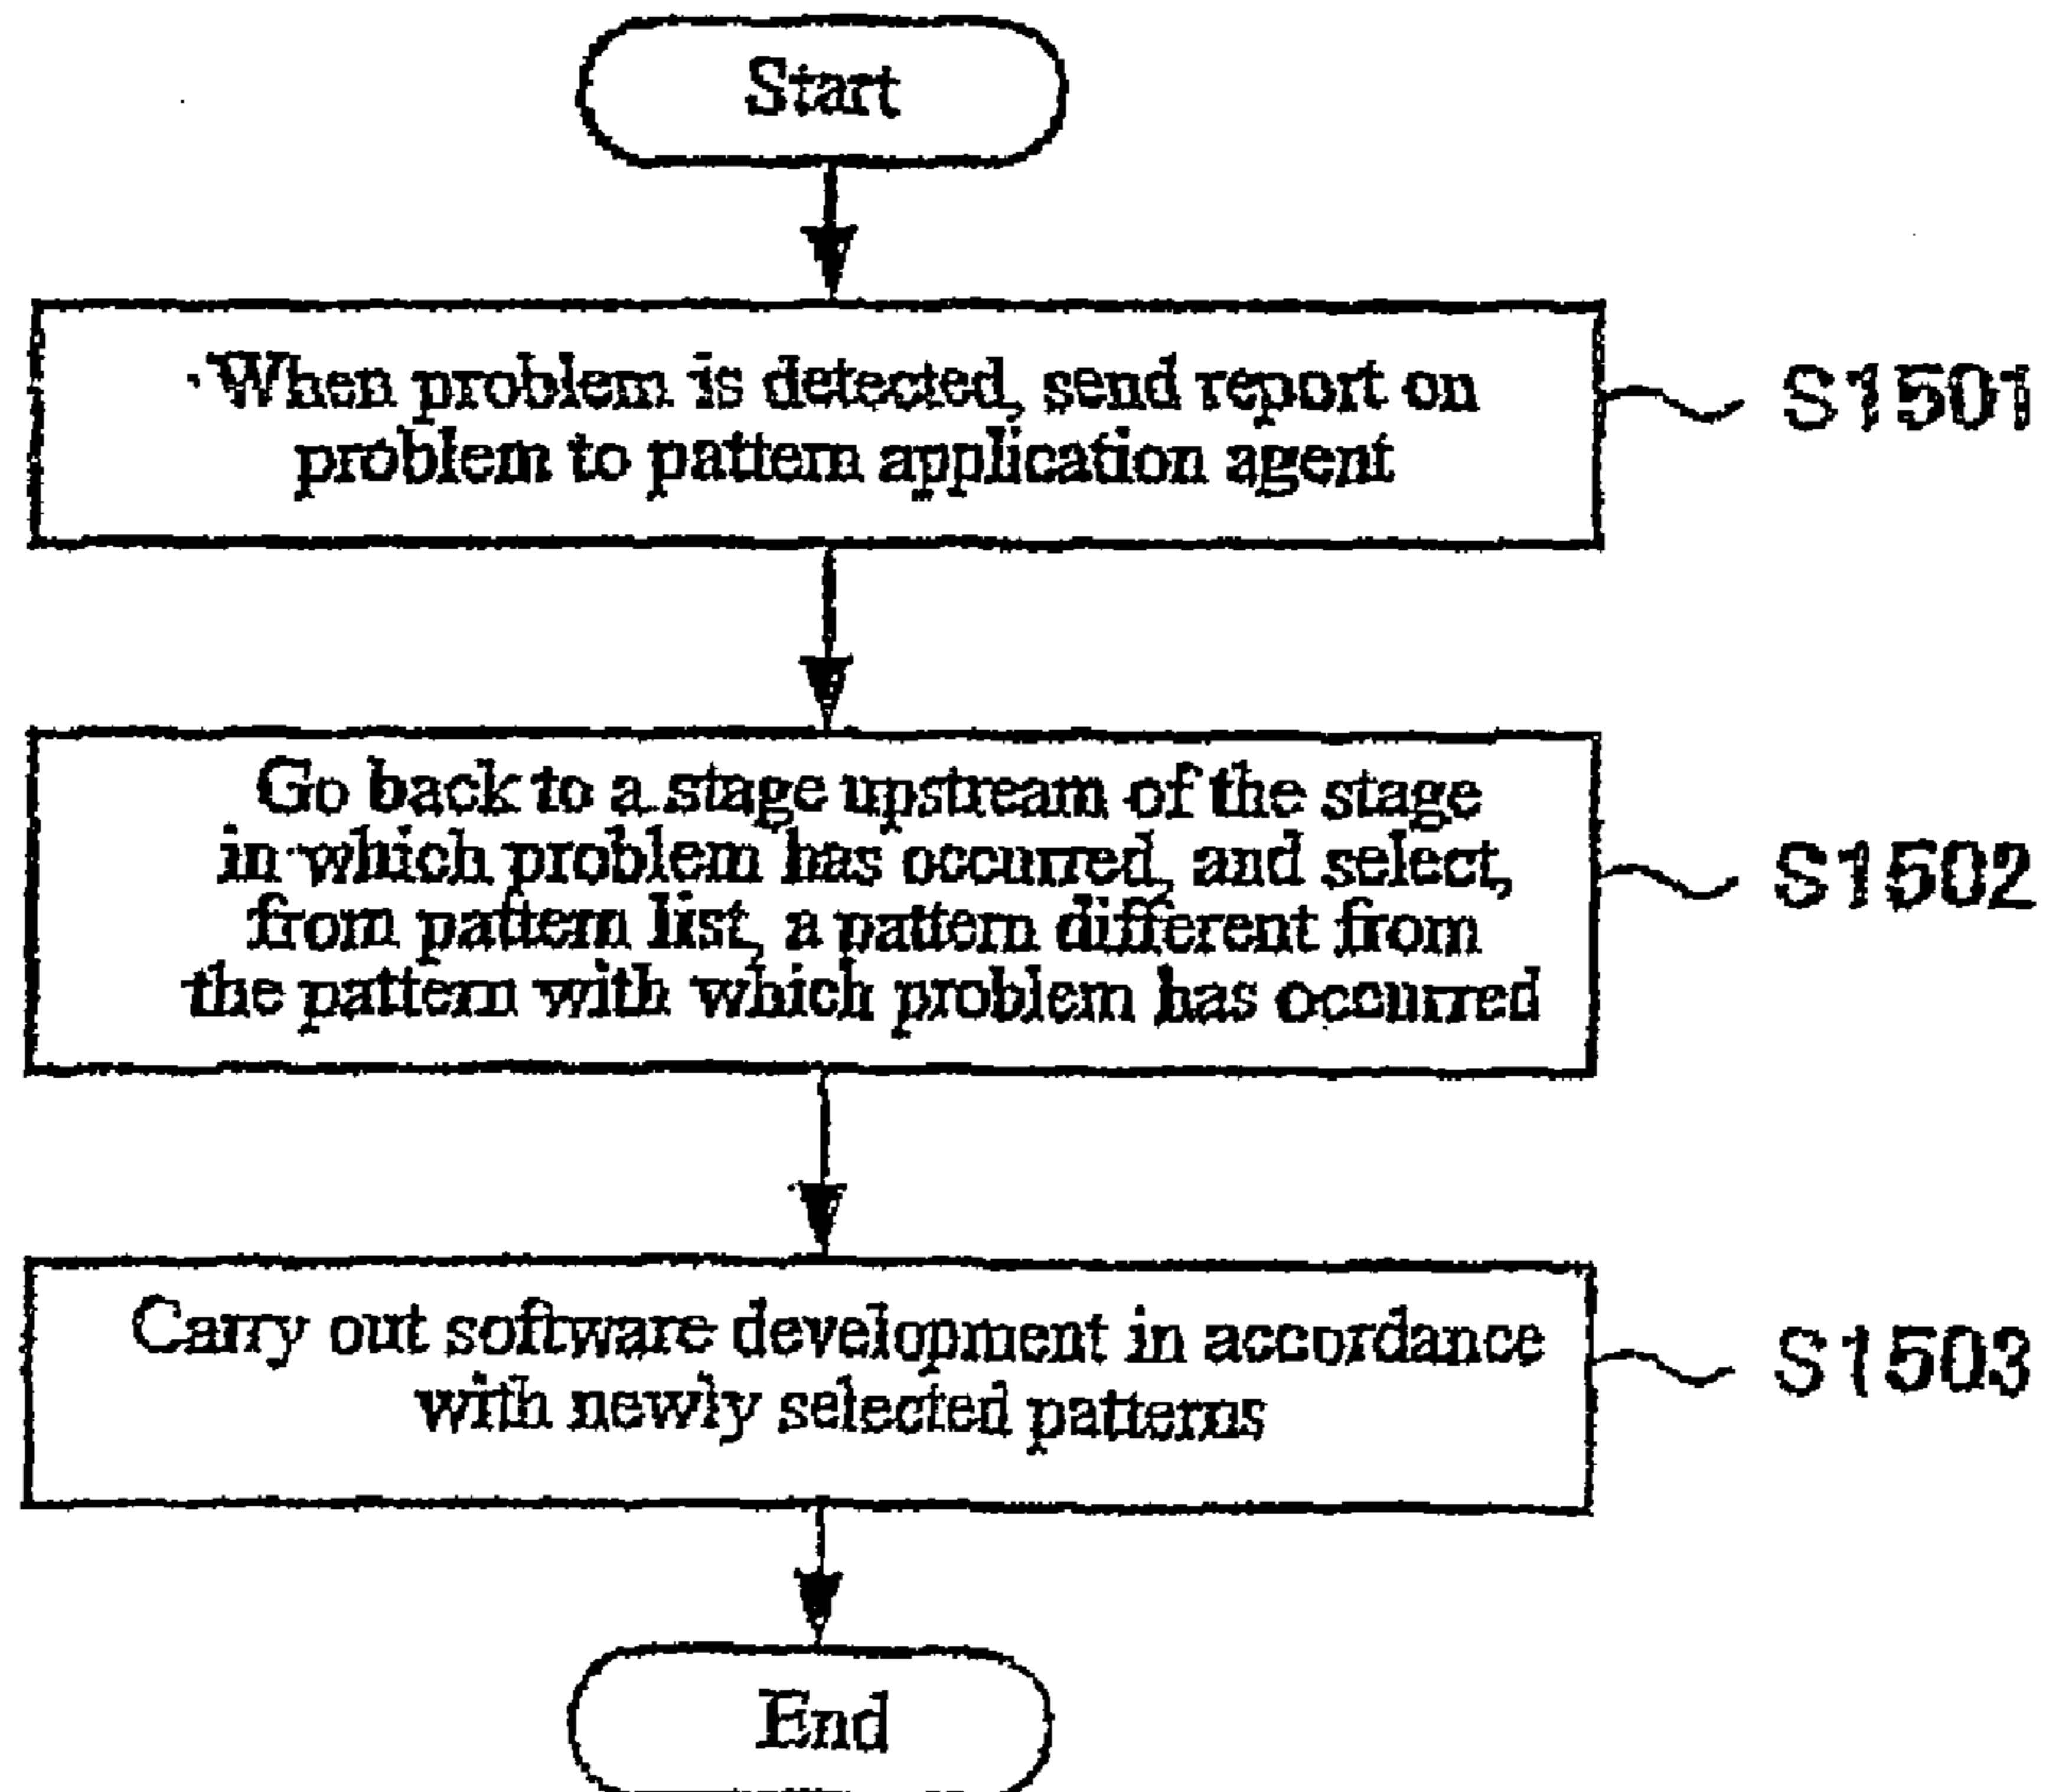 Start
When problem is detected, send report on
problem to pattern application agent
S1501
Go back to a stage upstream of the stage
in which problem has occurred, and select,
from pattern list, a pattern different from
the pattern with which problem has occurred
S1502
Carry out software development in accordance
with newly selected patterns
S1503
End